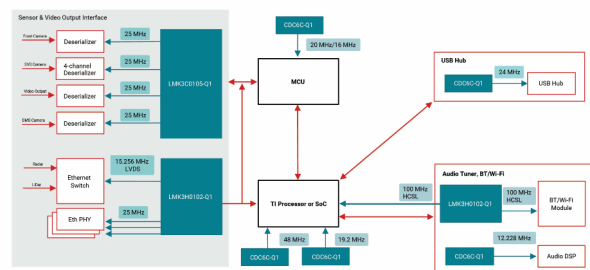 Sensor & Video Output Interface
Front Camera
Deserializer
25 MHz
SVS Camera
4-channel
Deserializer
25 MHz
Video Output
Deserializer
25 MHz
DMS Camera
Deserializer
25 MHz
LMK3C0105-Q1
Radar
LiDar
Ethernet
Switch
15.256 MHz
LVDS
Eth PHY
25 MHz
LMK3H0102-Q1
CDC6C-Q1
20 MHz/16 MHz
MCU
TI Processor or SoC
48 MHz
19.2 MHz
CDC6C-Q1
CDC6C-Q1
USB Hub
CDC6C-Q1
24 MHz
USB Hub
Audio Tuner, BT/Wi-Fi
100 MHz
HCSL
LMK3H0102-Q1
100 MHz
HCSL
BT/Wi-Fi
Module
12.228 MHz
CDC6C-Q1
Audio DSP